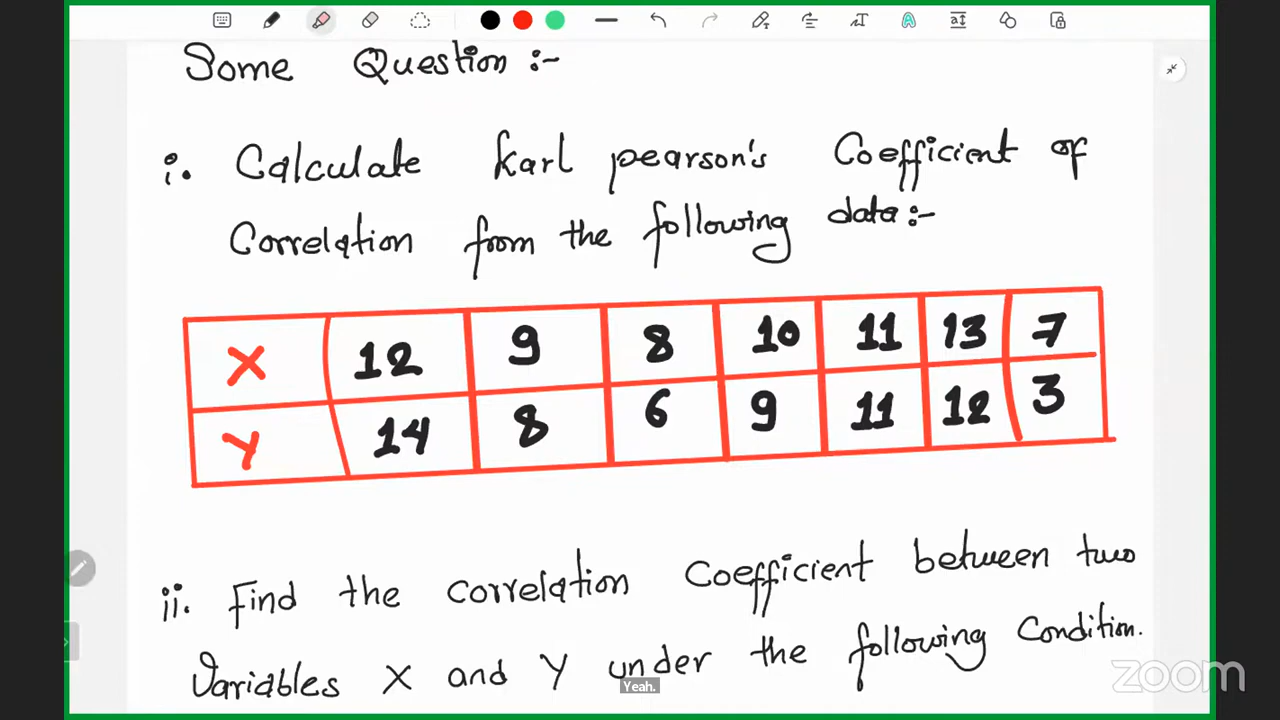 Some Question :-
i. Calculate Karl pearson's Coefficient of
Correlation from the following data:-
X 12 9 8 10 11 13 7
Y 14 8 6 9 11 12 3
ii. Find the Correlation Coefficient between two
Variables X and Y under the following Condition.
Yeah.
zoom